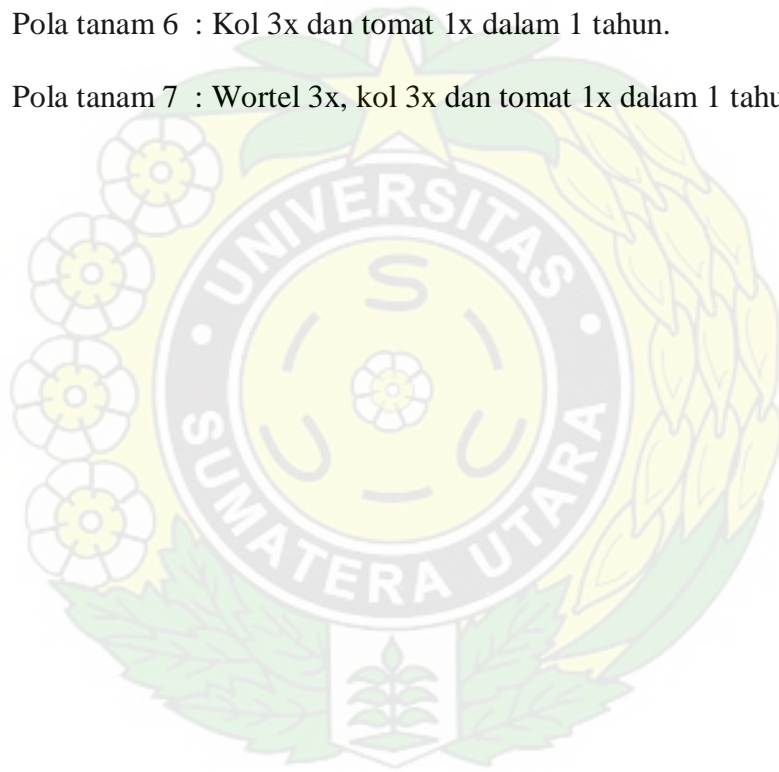 Pola tanam 6 : Kol 3x dan tomat 1x dalam 1 tahun.
Pola tanam 7 : Wortel 3x, kol 3x dan tomat 1x dalam 1
UNIVERSITAS
S
U U
SUMATERA UTARA